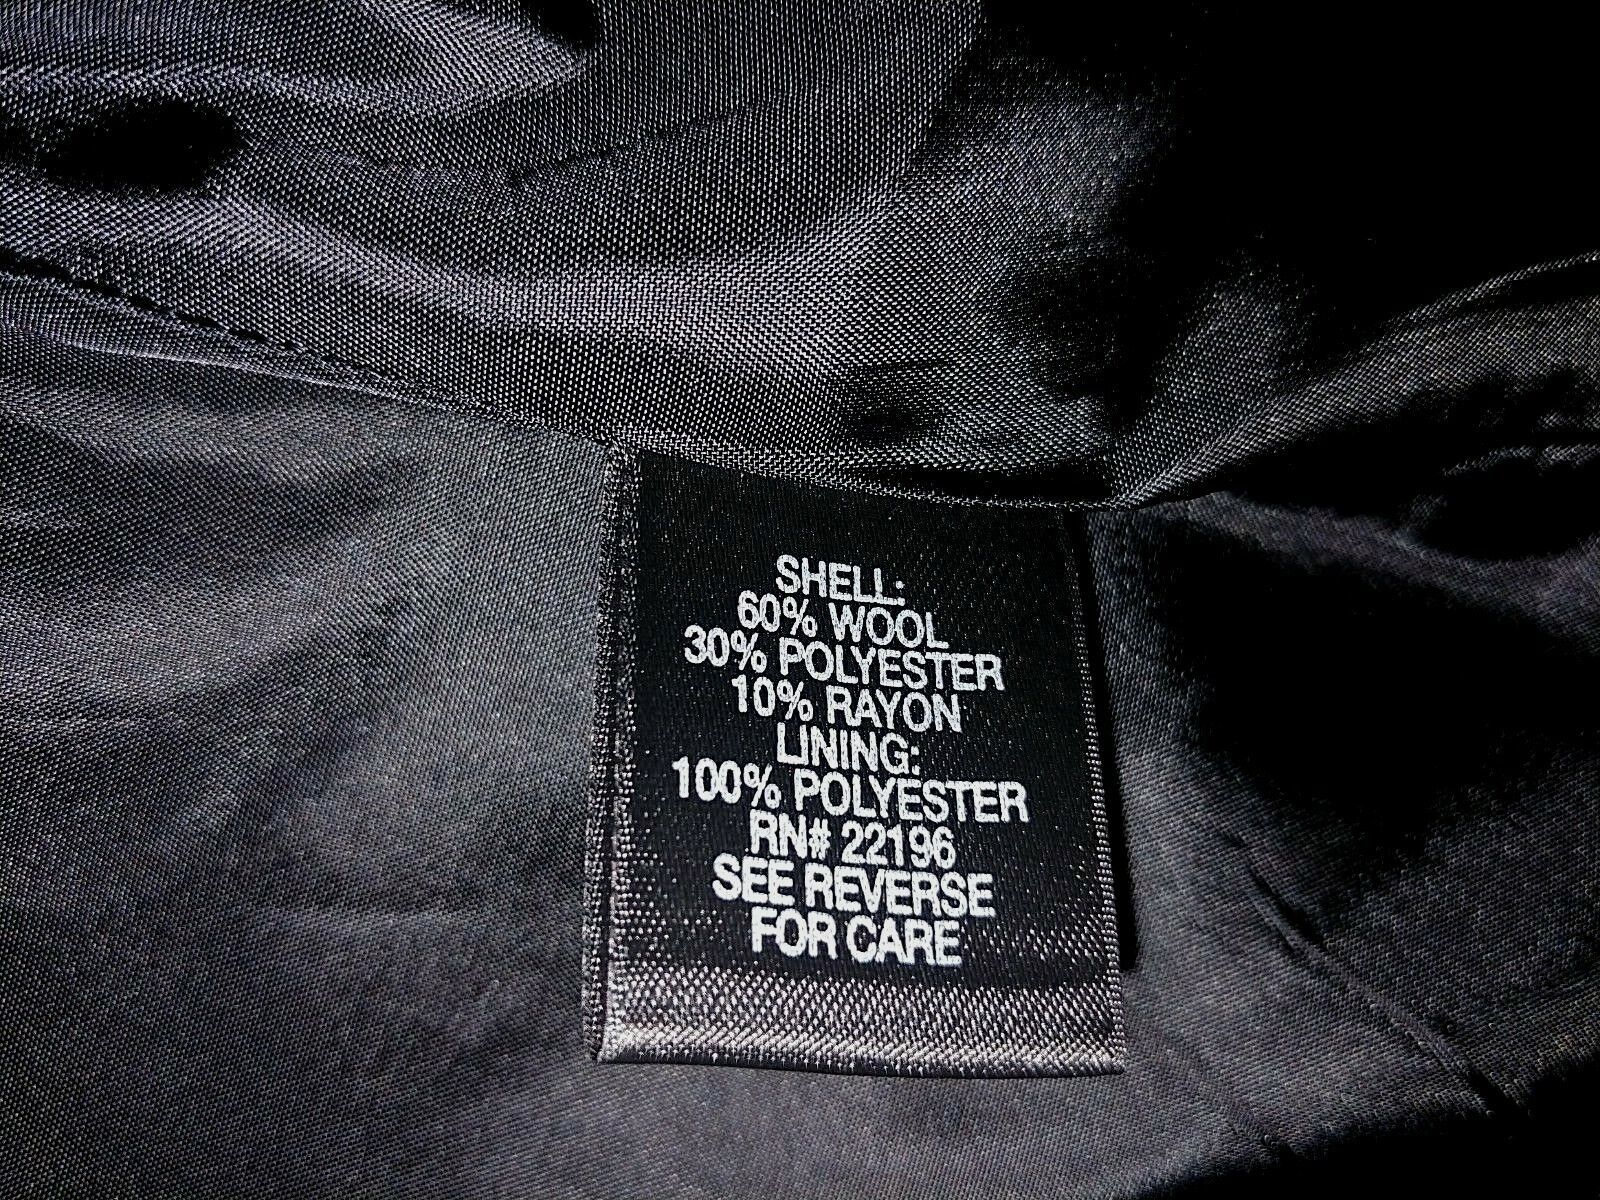 SHELL:
60% WOOL
30% POLYESTER
10% RAYON
LINING:
100% POLYESTER
RN# 22196
SEE REVERSE
FOR CARE